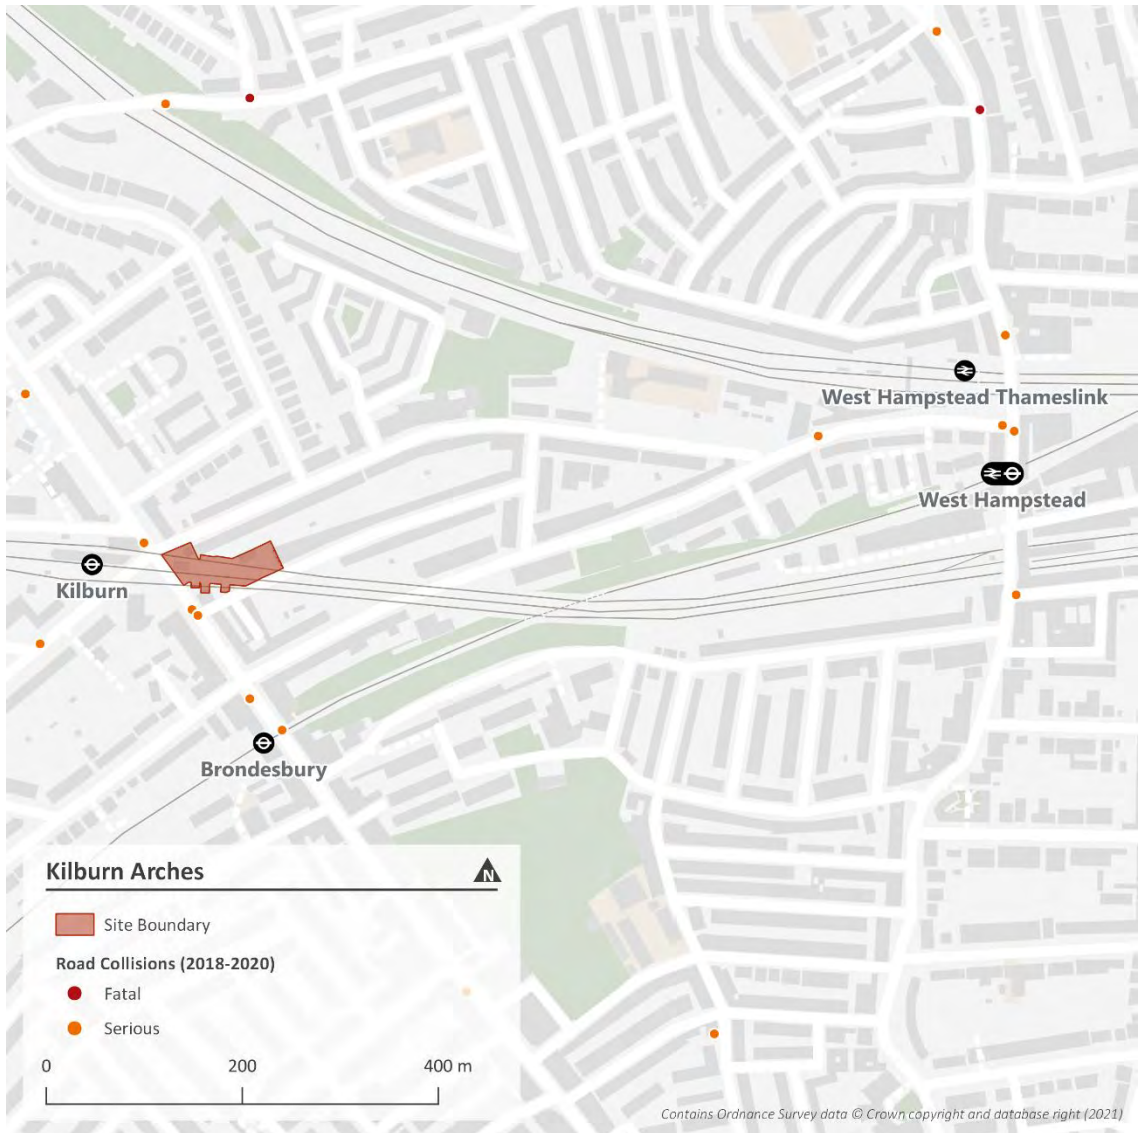 West Hampstead Thameslink
West Hampstead
Kilburn
Brondesbury
Kilburn Arches
N
Site Boundary
Road Collisions (2018-2020)
Fatal
Serious
0 200 400 m
Contains Ordnance Survey data © Crown copyright and database right (2021)